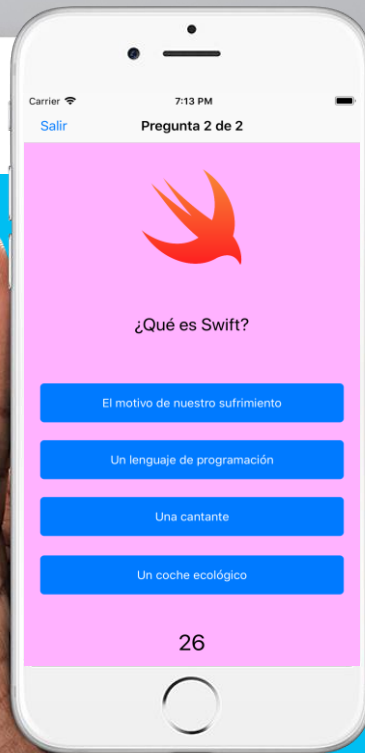 Carrier 7:13 PM
Salir Pregunta 2 de 2
¿Qué es Swift?
El motivo de nuestro sufrimiento
Un lenguaje de programación
Una cantante
Un coche ecológico
26